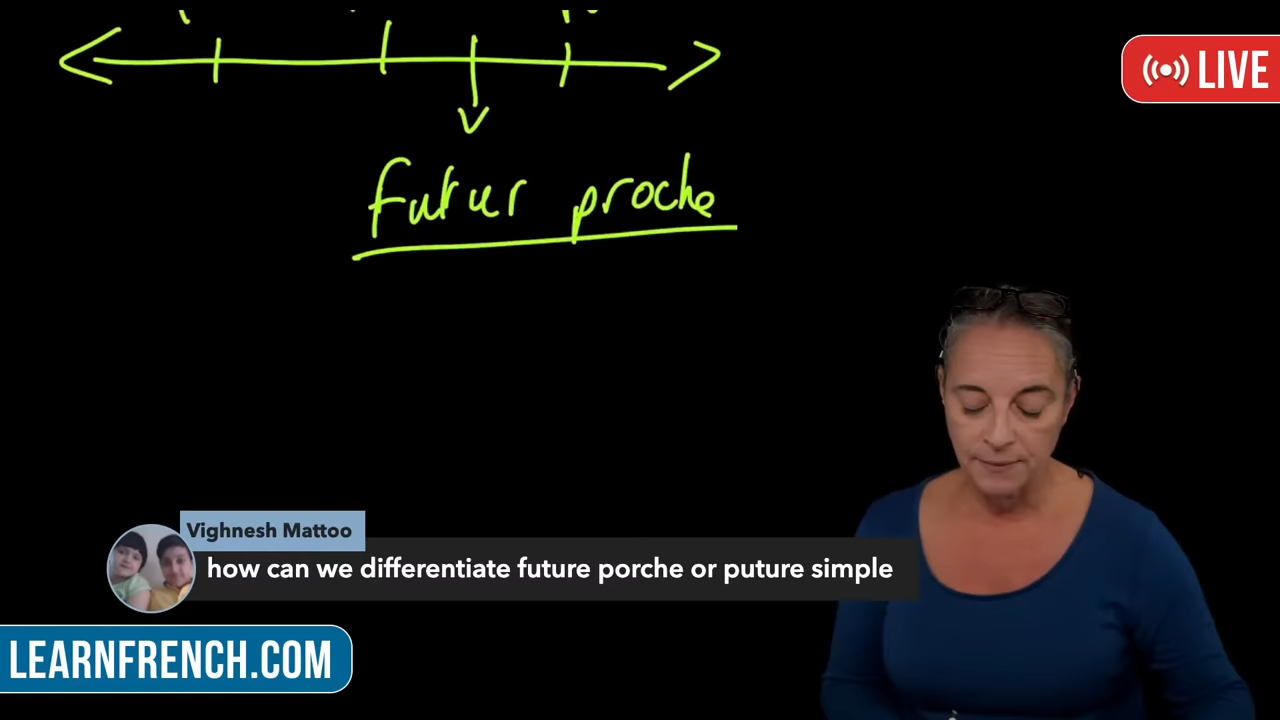 LIVE
futur proche
Vighnesh Mattoo
how can we differentiate future porche or puture simple
LEARNFRENCH.COM